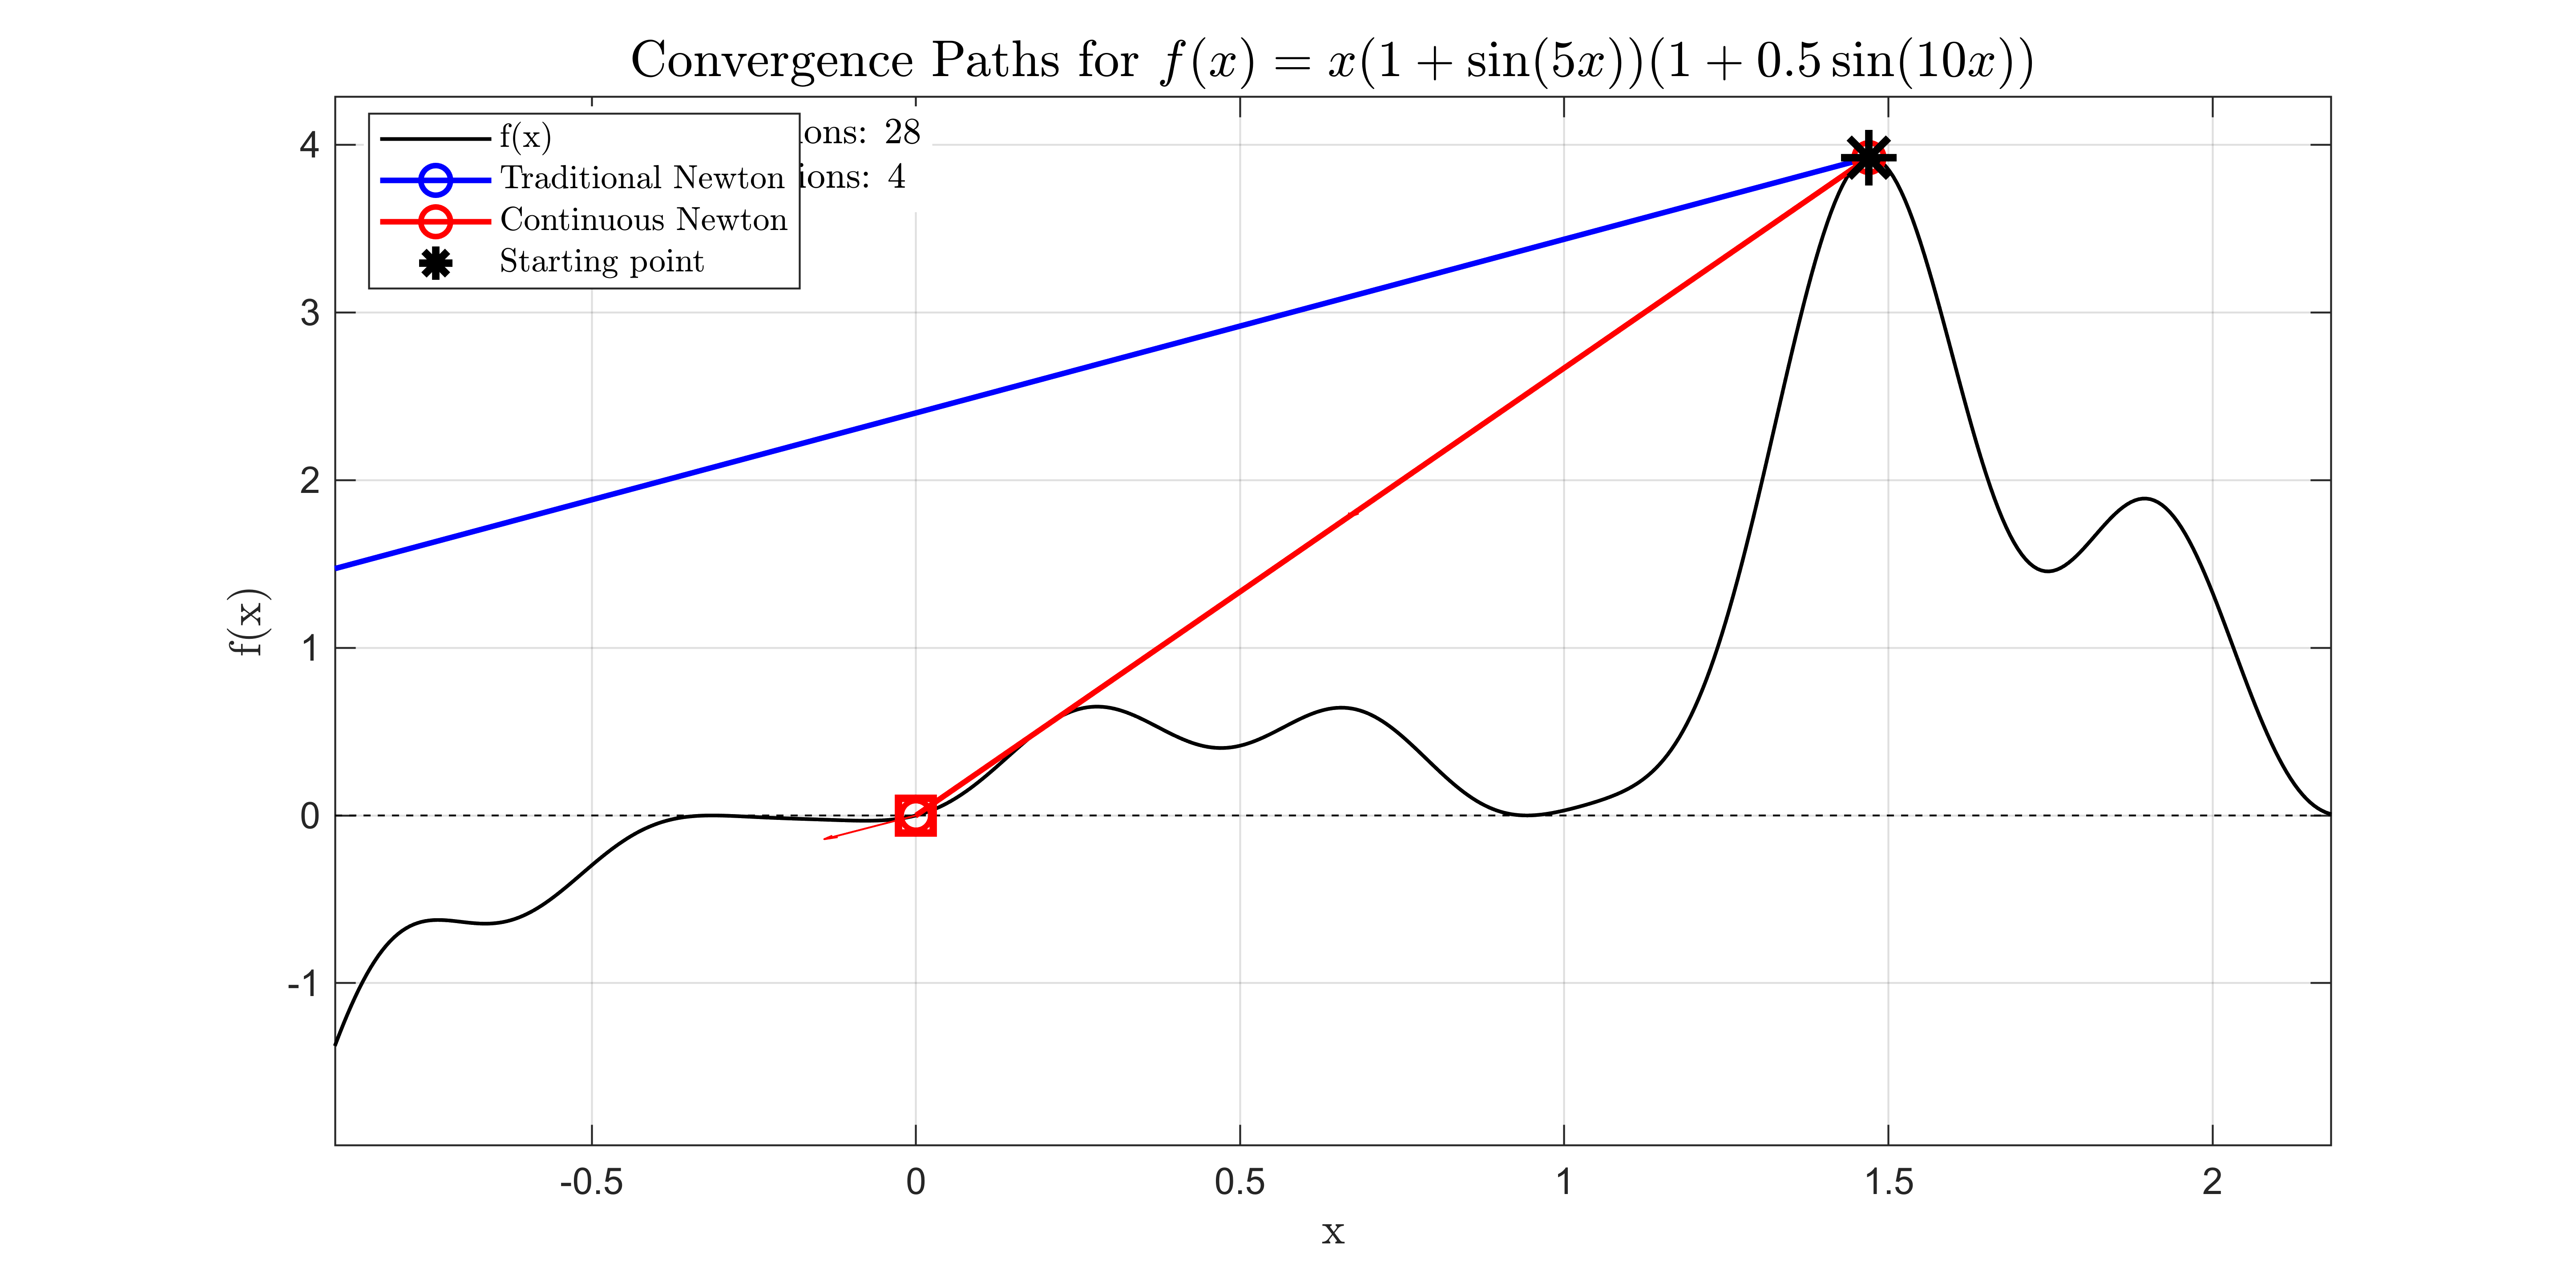 Convergence Paths for f(x) = x(1 + sin(5x))(1 + 0.5 sin(10x))
ions: 28
ions: 4
f(x)
Traditional Newton
Continuous Newton
Starting point
4
3
2
1
0
-1
f(x)
-0.5
0
0.5
1
1.5
2
x